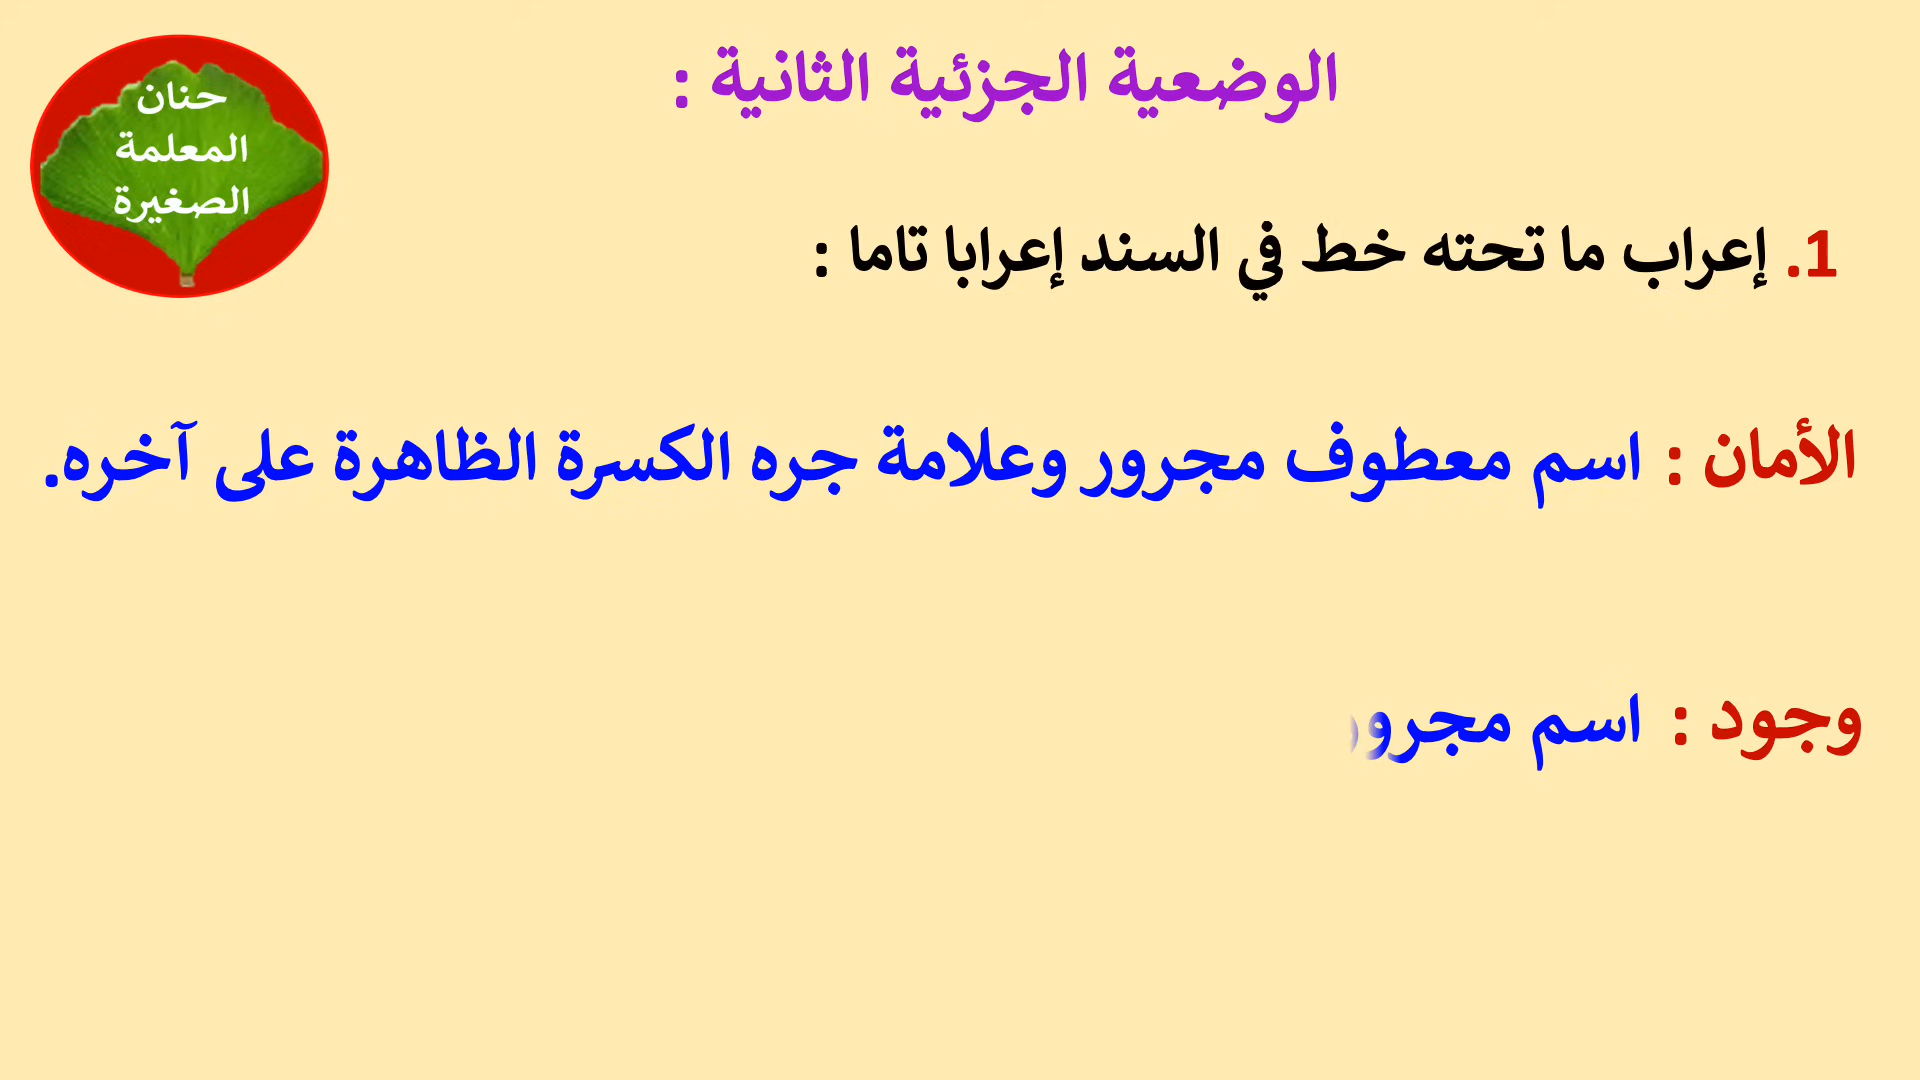 حنان
المعلمة
الصغيرة
الوضعية الجزئية الثانية :
1. إعراب ما تحته خط في السند إعرابا تاما :
الأمان : اسم معطوف مجرور وعلامة جره الكسرة الظاهرة على آخره.
وجود : اسم مجرور